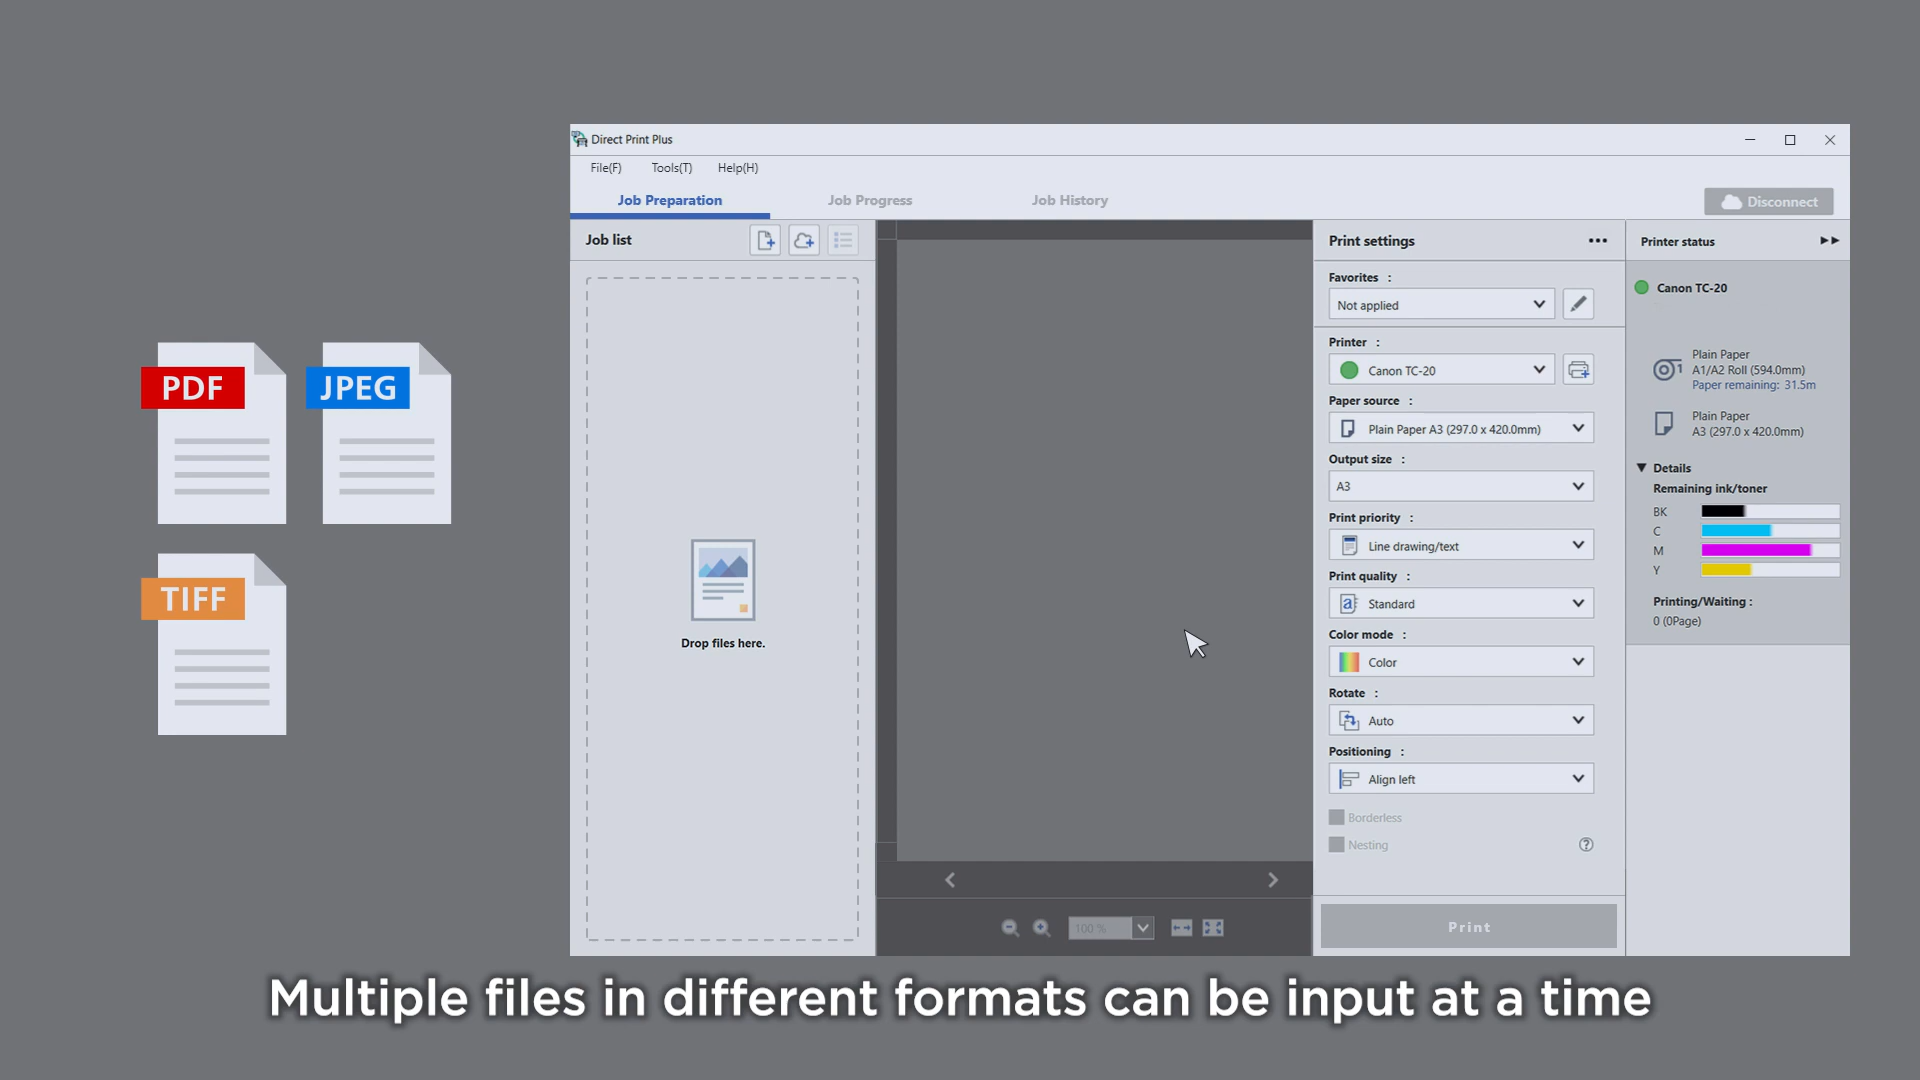 PDF
JPEG
TIFF
Direct Print Plus
File(F) Tools(T) Help(H)
Job Preparation Job Progress Job History
Disconnect
Job list
Drop files here.
100 %
Print settings
Favorites :
Not applied
Printer :
Canon TC-20
Paper source :
Plain Paper A3 (297.0 x 420.0mm)
Output size :
A3
Print priority :
Line drawing/text
Print quality :
a
Standard
Color mode :
Color
Rotate :
Auto
Positioning :
Align left
Borderless
Nesting
?
Print
Printer status
Canon TC-20
1
Plain Paper
A1/A2 Roll (594.0mm)
Paper remaining: 31.5m
Plain Paper
A3 (297.0 x 420.0mm)
Details
Remaining ink/toner
BK
C
M
Y
Printing/Waiting :
0 (0Page)
Multiple files in different formats can be input at a time